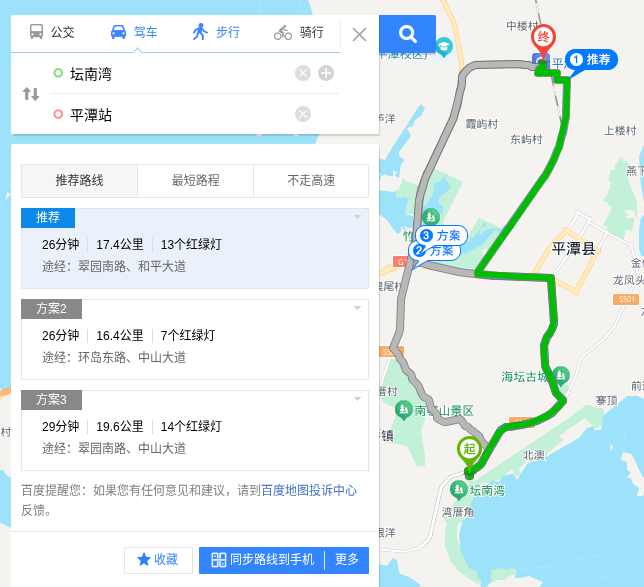 公交
驾车
步行
骑行
坛南湾
平潭站
推荐路线
最短路程
不走高速
推荐
26分钟
17.4公里
13个红绿灯
途经：翠园南路、和平大道
方案2
26分钟
16.4公里
7个红绿灯
途经：环岛东路、中山大道
方案3
29分钟
19.6公里
14个红绿灯
途经：翠园南路、中山大道
百度提醒您：如果您有任何意见和建议，请到百度地图投诉中心
反馈。
收藏
同步路线到手机
更多
中楼村
终
1 推荐
霞屿村
东屿村
上楼村
3 方案
2 方案
平潭县
龙凤头
S501
海坛古城
寨顶
起
北澳
坛南湾
湾厝角